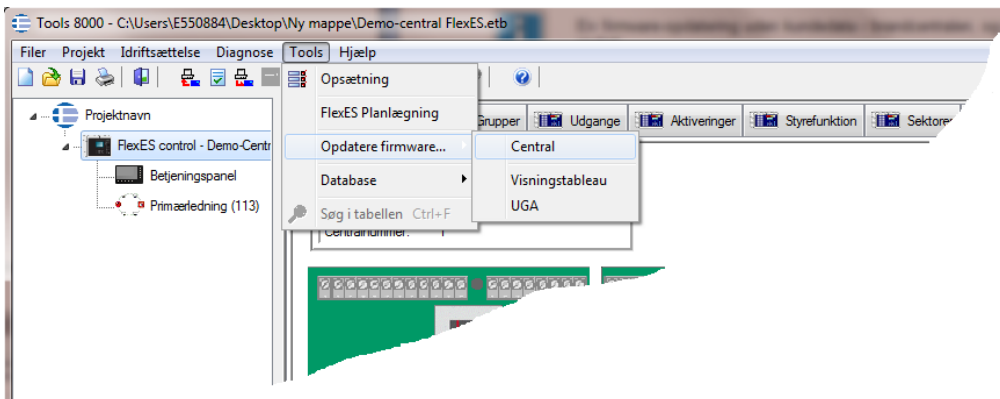 Tools 8000 - C:\Users\E550884\Desktop\Ny mappe\Demo-central FlexES.etb
Filer Projekt Idriftsættelse Diagnose Tools Hjælp
Projektnavn
FlexES control - Demo-Centr
Betjeningspanel
Primærledning (113)
Opsætning
FlexES Planlægning
Opdatere firmware...
Database
Søg i tabellen Ctrl+F
Central
Visningstableau
UGA
Grupper Udgange Aktiveringer Styrefunktion Sektorer
Centralnummer: 1